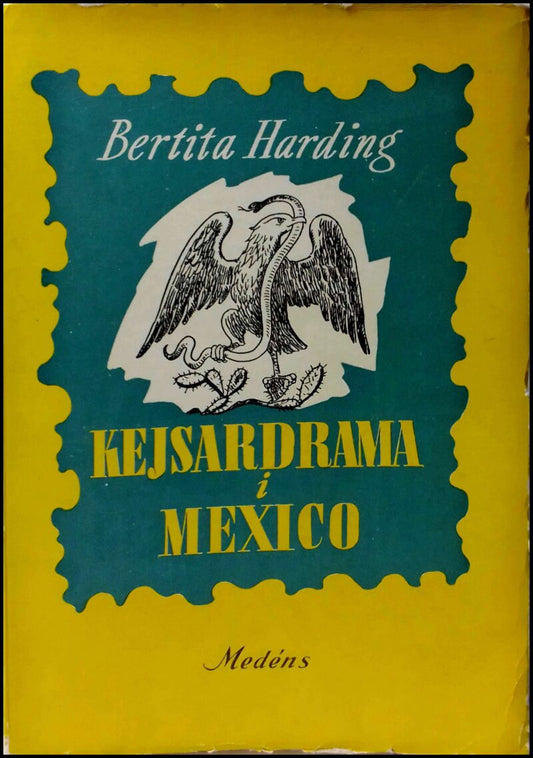 Bertita Harding
KEJSARDRAMA
i
MEXICO
Medéns